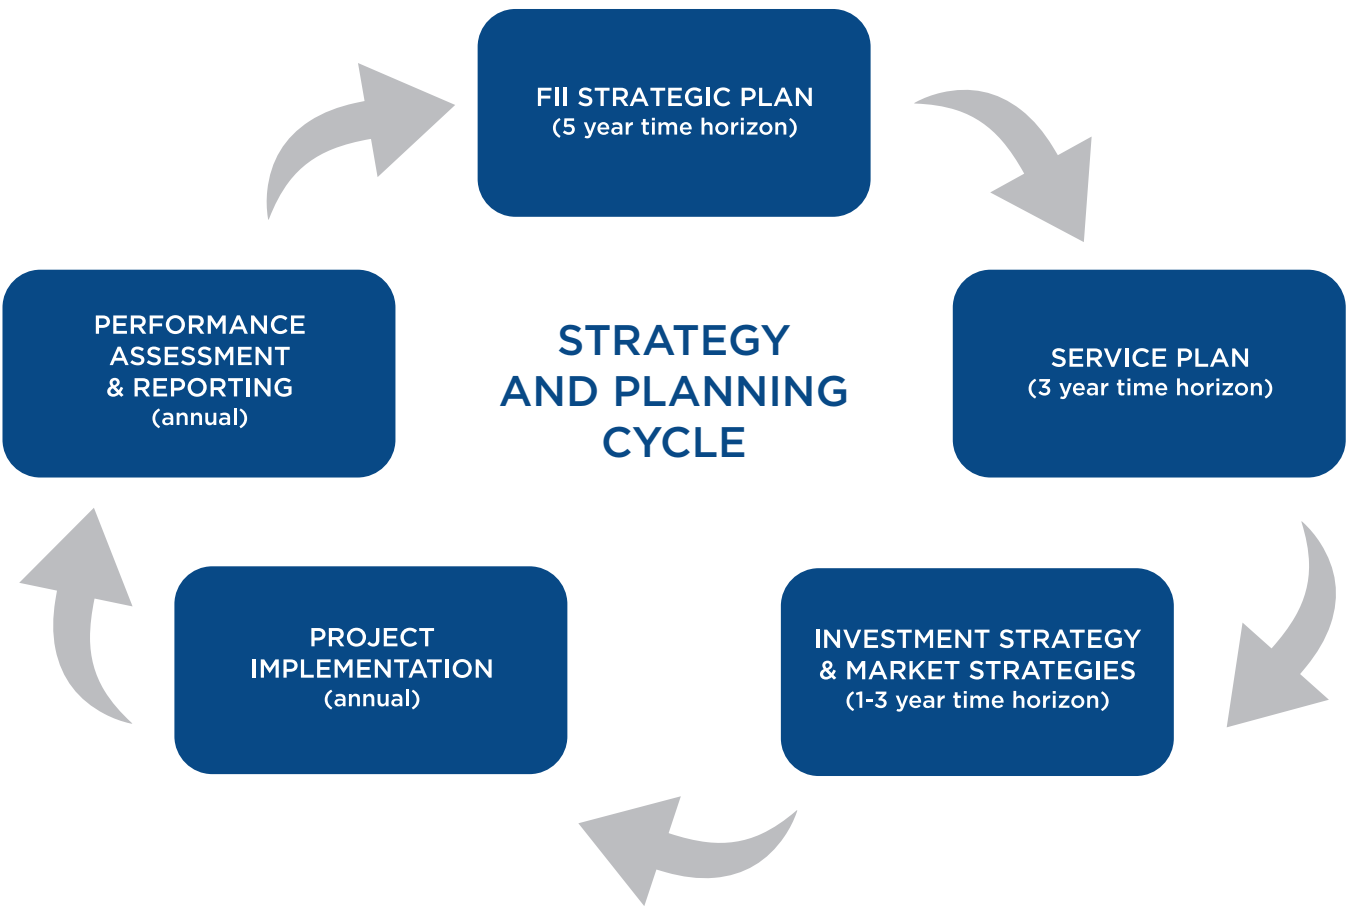 FII STRATEGIC PLAN
(5 year time horizon)
SERVICE PLAN
(3 year time horizon)
INVESTMENT STRATEGY
& MARKET STRATEGIES
(1-3 year time horizon)
PROJECT
IMPLEMENTATION
(annual)
PERFORMANCE
ASSESSMENT
& REPORTING
(annual)
STRATEGY
AND PLANNING
CYCLE